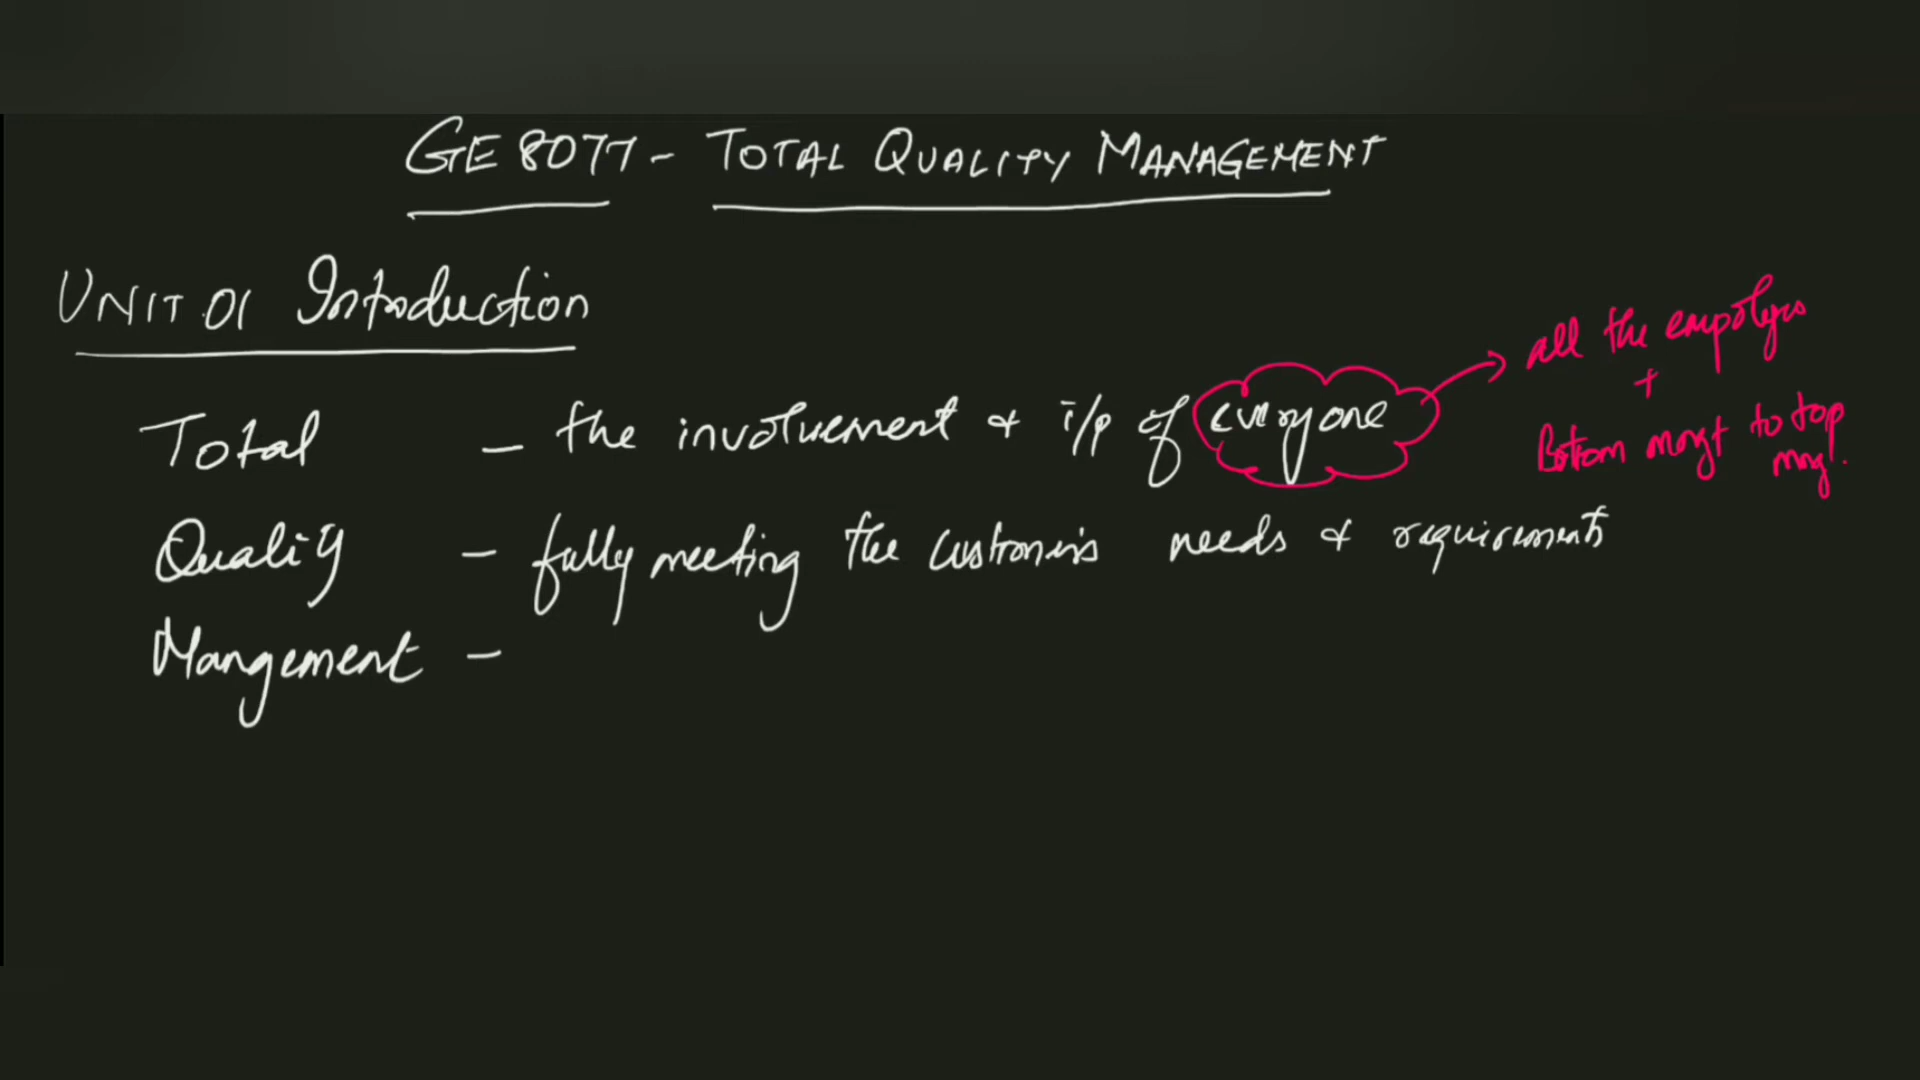 GE 8077 - TOTAL QUALITY MANAGEMENT
UNIT 01 Introduction
Total - the involvement & i/p of everyone
all the empolyes
+
Bottom mngt to top
mng.
Quality - fully meeting the customer's needs & requirements
Mangement -